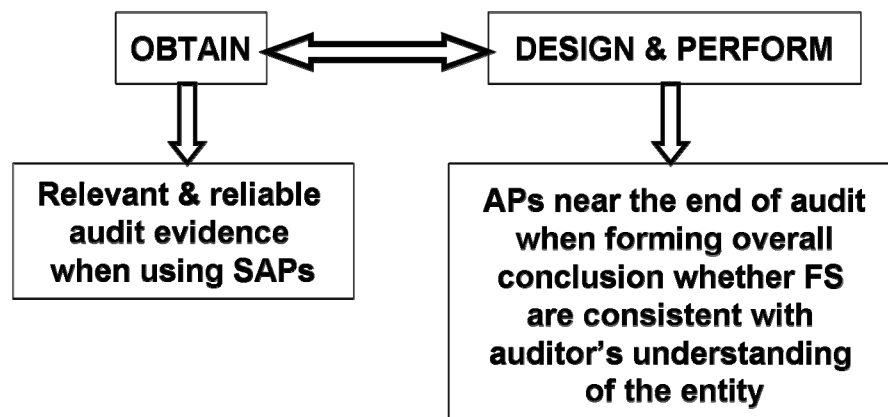 OBTAIN
DESIGN & PERFORM
Relevant & reliable
audit evidence
when using SAPs
APs near the end of audit
when forming overall
conclusion whether FS
are consistent with
auditor's understanding
of the entity